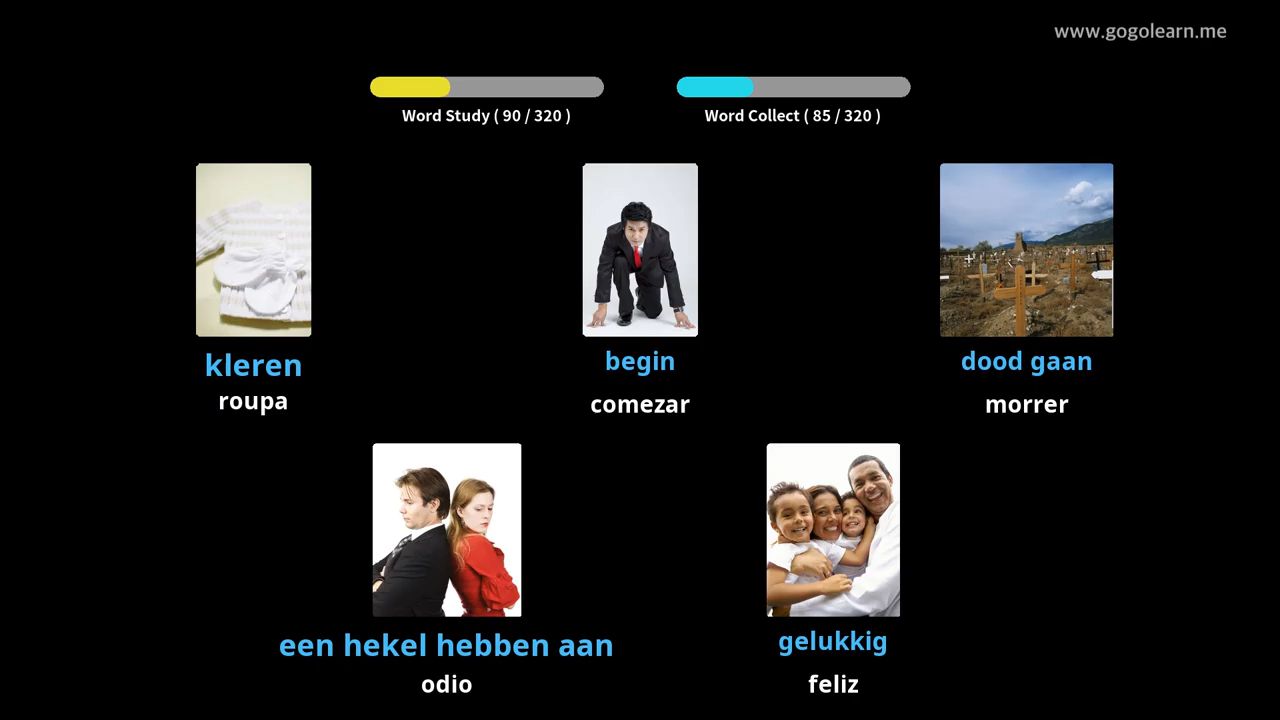 www.gogolearn.me
Word Study ( 90 / 320 )
Word Collect ( 85 / 320 )
kleren
roupa
begin
comezar
dood gaan
morrer
een hekel hebben aan
odio
gelukkig
feliz